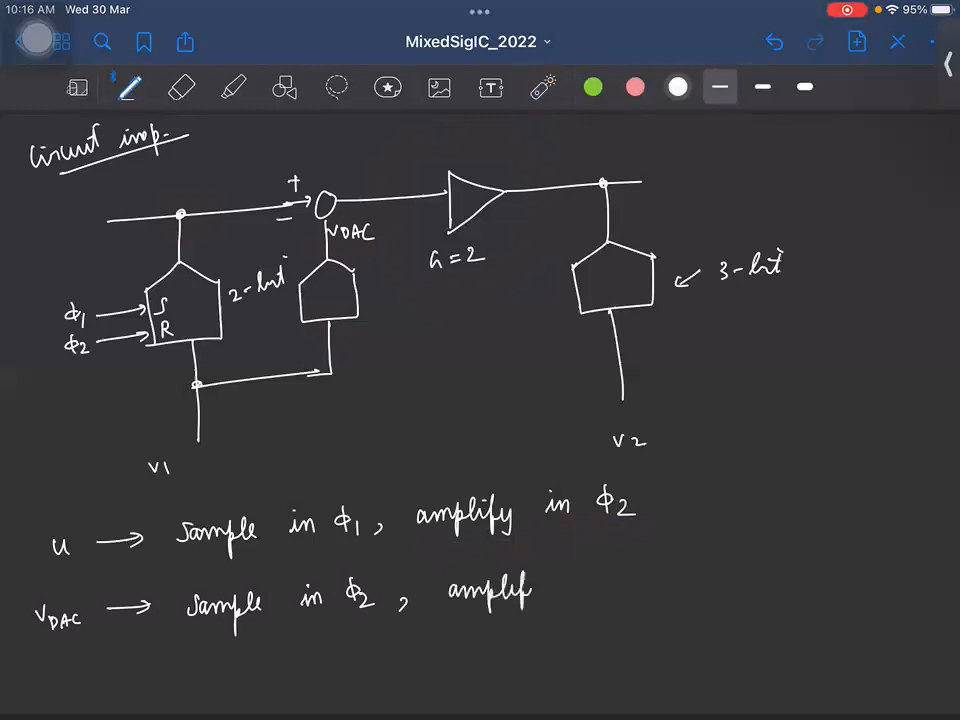 10:16 AM Wed 30 Mar
95%
MixedSigIC_2022
T
Circuit imp.
+
−
VDAC
G = 2
2-bit
3-bit
ϕ1
S
ϕ2
R
V1
V2
u → sample in ϕ1, amplify in ϕ2
VDAC → sample in ϕ2, amplif